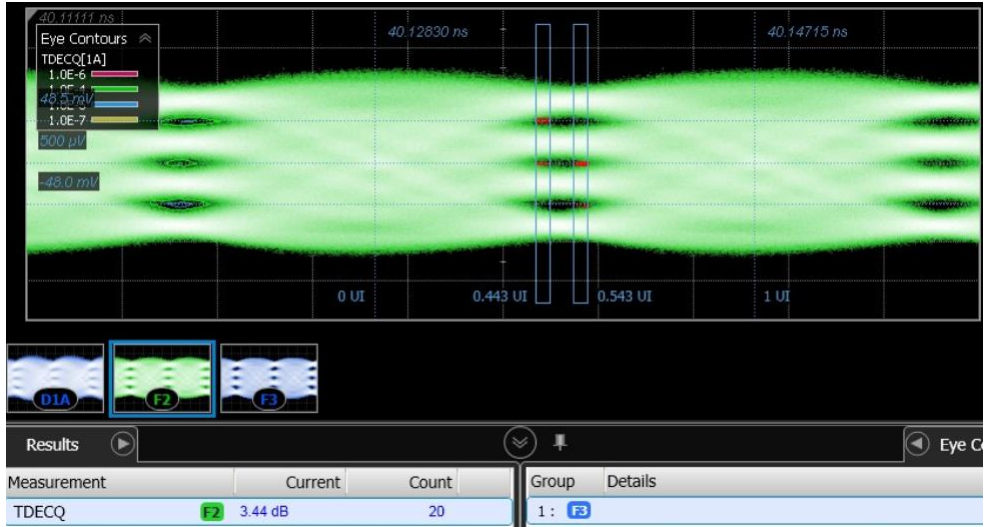 40.11111 ns
40.12830 ns
40.14715 ns
Eye Contours
TDECQ[1A]
1.0E-6
48.5 mV
1.0E-7
500 µV
-48.0 mV
0 UI
0.443 UI
0.543 UI
1 UI
D1A
F2
F3
Results
Eye C
Measurement Current Count
Group Details
TDECQ F2 3.44 dB 20
1 : F3